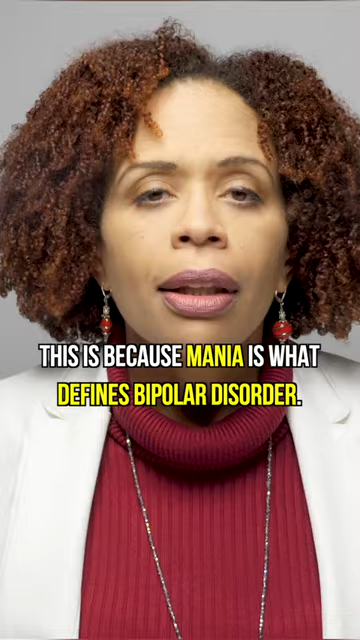 THIS IS BECAUSE MANIA IS WHAT
DEFINES BIPOLAR DISORDER.